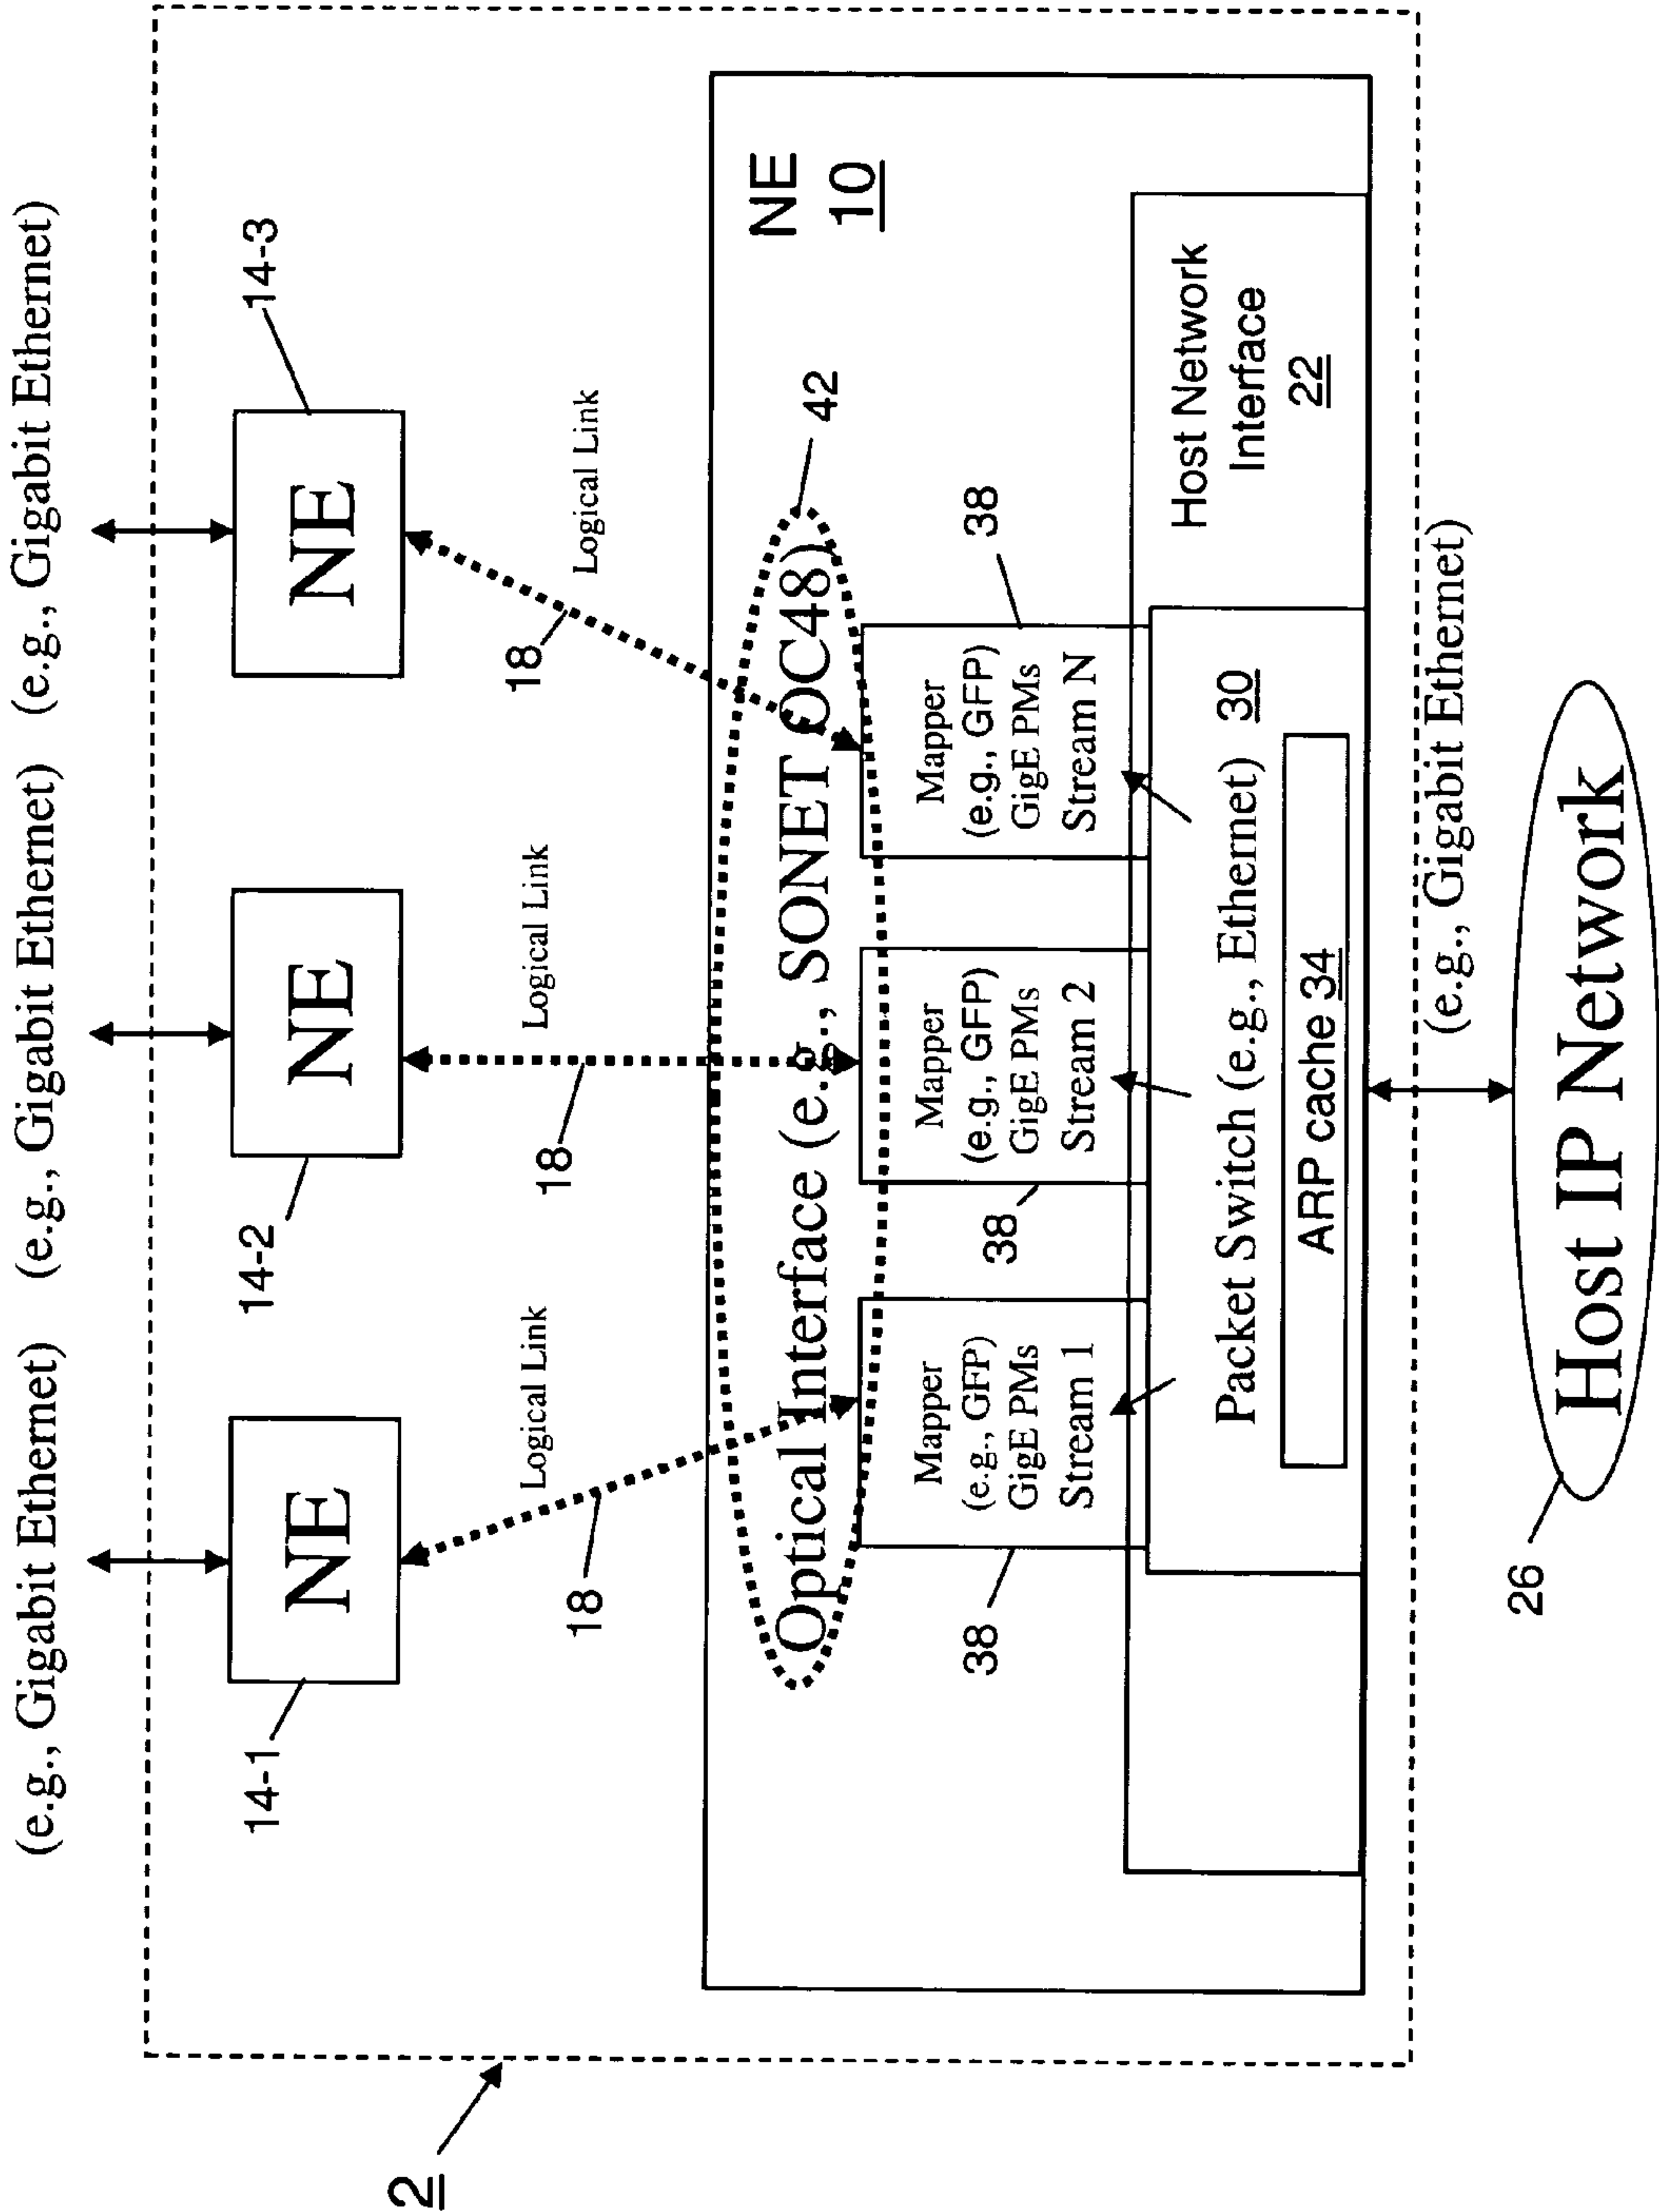 (e.g., Gigabit Ethernet)
(e.g., Gigabit Ethernet)
(e.g., Gigabit Ethernet)
14-1
NE
14-2
NE
14-3
NE
2
18
Logical Link
18
Logical Link
18
Logical Link
42
Optical Interface (e.g., SONET OC48)
NE
10
38
Mapper
(e.g., GFP)
GigE PMs
Stream 1
38
Mapper
(e.g., GFP)
GigE PMs
Stream 2
38
Mapper
(e.g., GFP)
GigE PMs
Stream N
Packet Switch (e.g., Ethernet) 30
ARP cache 34
Host Network
Interface
22
(e.g., Gigabit Ethernet)
26
Host IP Network